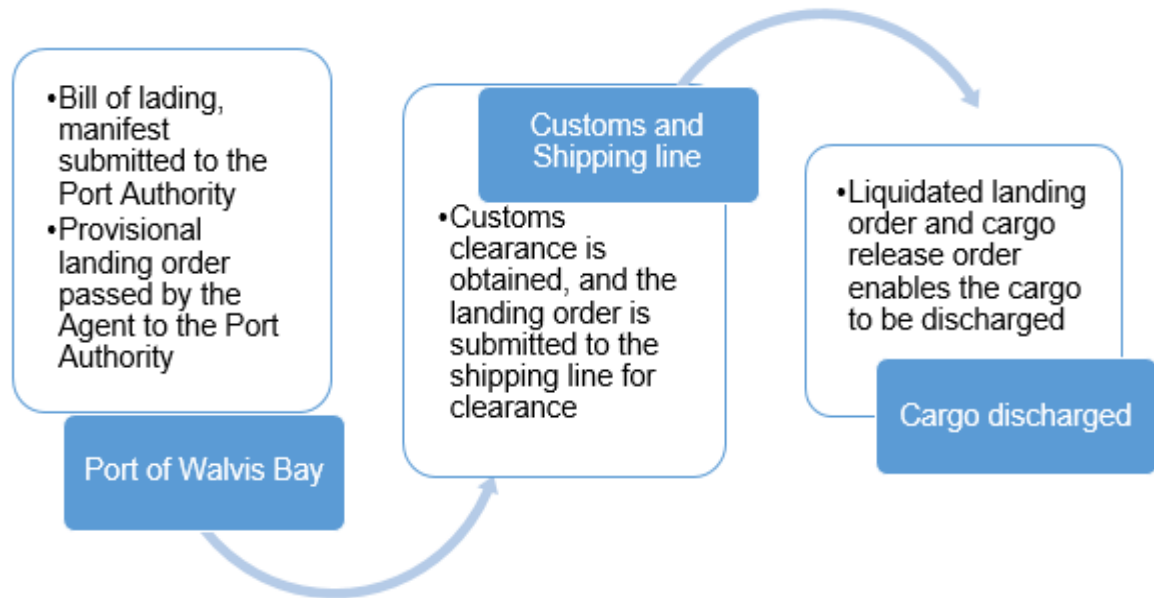 •Bill of lading,
manifest
submitted to the
Port Authority
•Provisional
landing order
passed by the
Agent to the Port
Authority
Port of Walvis Bay
Customs and
Shipping line
•Customs
clearance is
obtained, and the
landing order is
submitted to the
shipping line for
clearance
•Liquidated landing
order and cargo
release order
enables the cargo
to be discharged
Cargo discharged